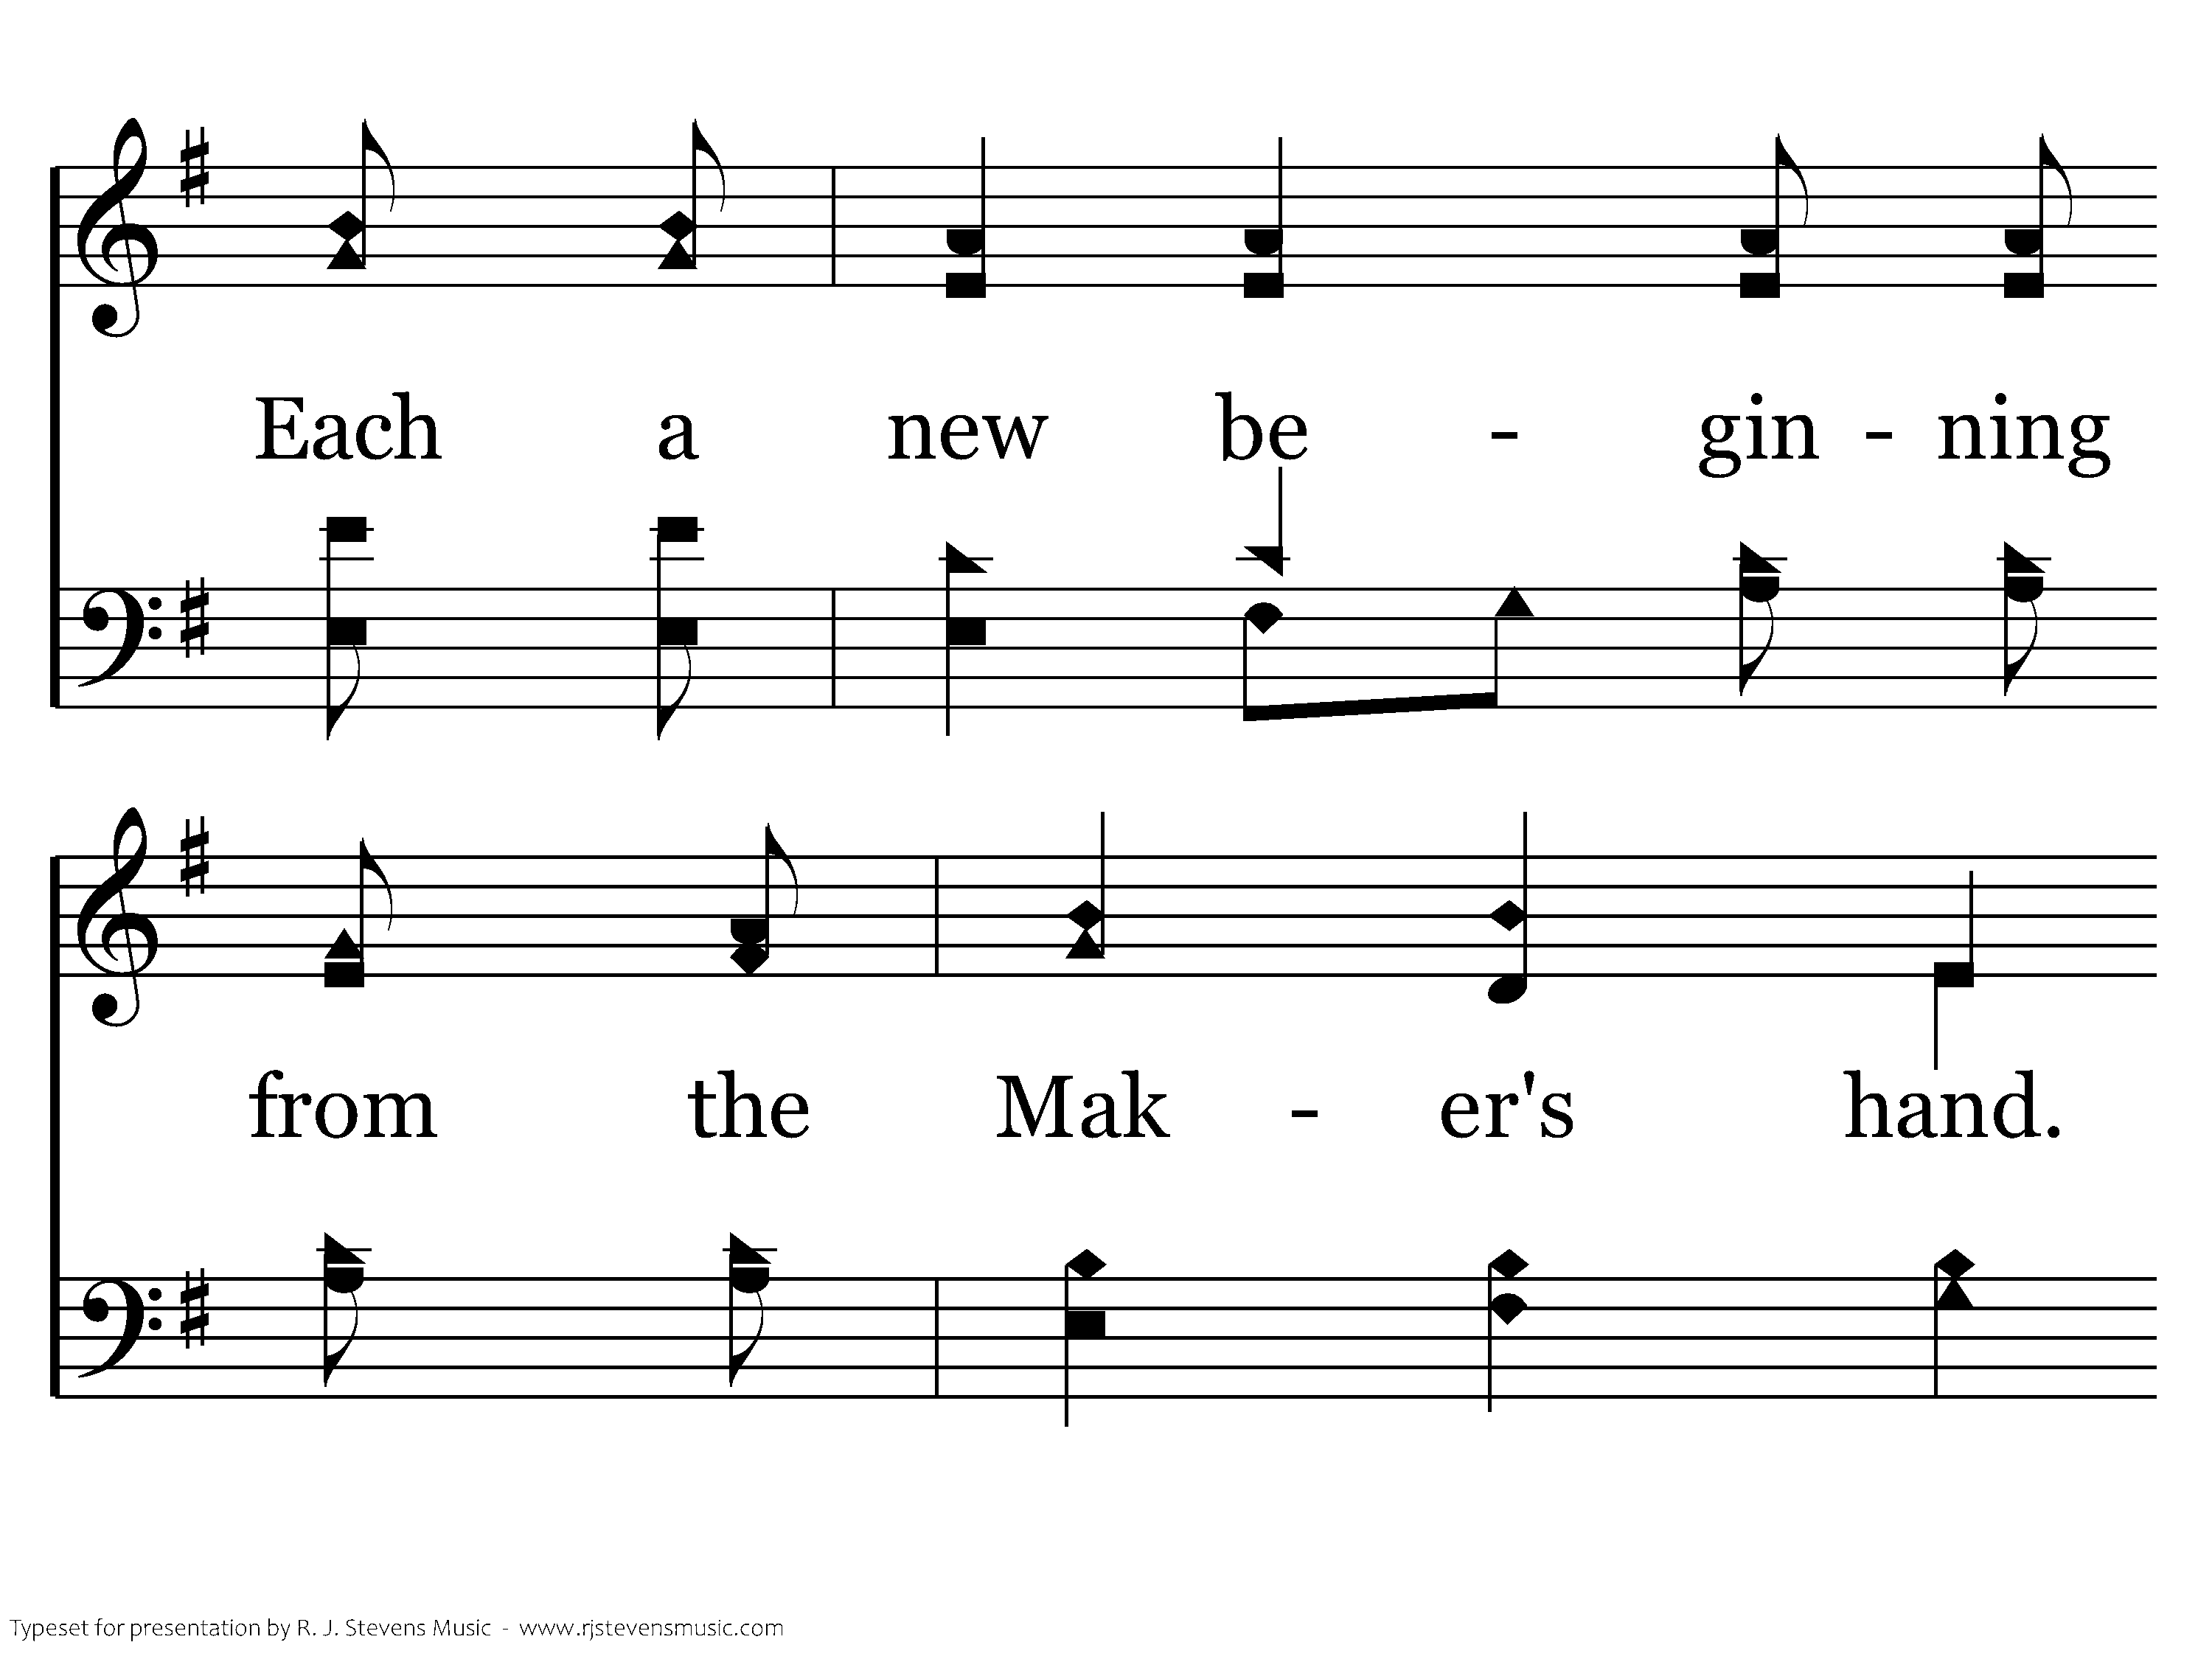 Each a new be - gin - ning
from the Mak - er's hand.
Typeset for presentation by R. J. Stevens Music - www.rjstevensmusic.com